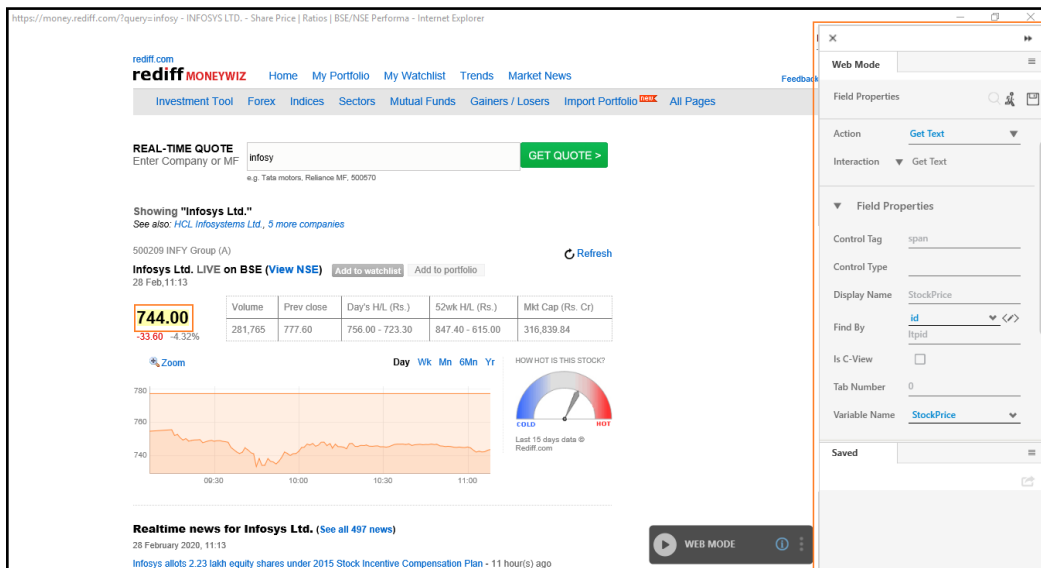 https://money.rediff.com/?query=infosy - INFOSYS LTD. - Share Price | Ratios | BSE/NSE Performa - Internet Explorer
rediff.com
rediff MONEYWIZ Home My Portfolio My Watchlist Trends Market News
Feedback
Investment Tool Forex Indices Sectors Mutual Funds Gainers / Losers Import Portfolio new All Pages
REAL-TIME QUOTE
Enter Company or MF infosy GET QUOTE >
e.g. Tata motors, Reliance MF, 500570
Showing "Infosys Ltd."
See also: HCL Infosystems Ltd., 5 more companies
500209 INFY Group (A)
Refresh
Infosys Ltd. LIVE on BSE (View NSE) Add to watchlist Add to portfolio
28 Feb,11:13
Volume Prev close Day's H/L (Rs.) 52wk H/L (Rs.) Mkt Cap (Rs. Cr)
744.00
281,765 777.60 756.00 - 723.30 847.40 - 615.00 316,839.84
-33.60 -4.32%
Zoom Day Wk Mn 6Mn Yr
HOW HOT IS THIS STOCK?
780
760
740
09:30 10:00 10:30 11:00
COLD HOT
Last 15 days data ©
Rediff.com
Realtime news for Infosys Ltd. (See all 497 news)
28 February 2020, 11:13
Infosys allots 2.23 lakh equity shares under 2015 Stock Incentive Compensation Plan - 11 hour(s) ago
WEB MODE
Web Mode
Field Properties
Action Get Text
Interaction Get Text
Field Properties
Control Tag span
Control Type
Display Name StockPrice
Find By id
ltpid
Is C-View
Tab Number 0
Variable Name StockPrice
Saved